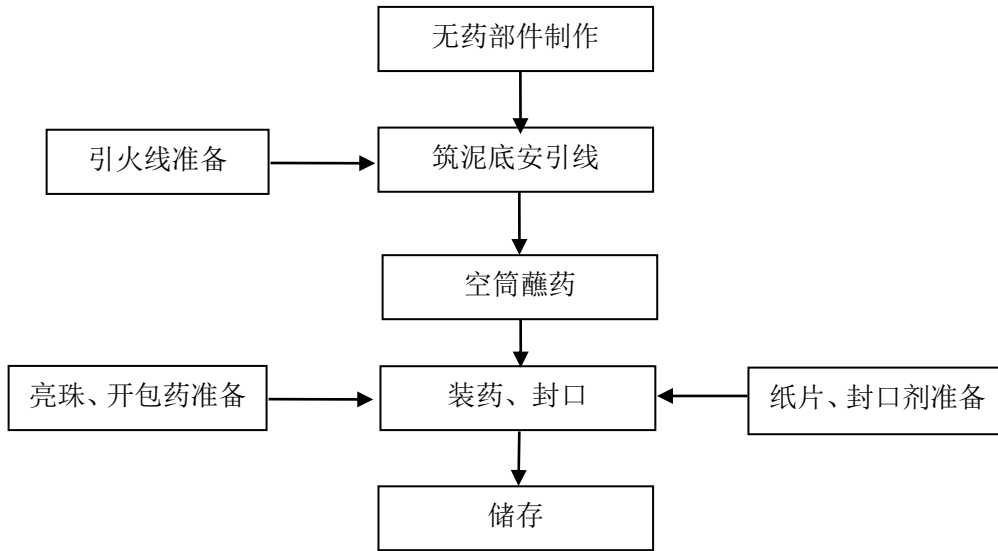 无药部件制作
引火线准备
筑泥底安引线
空筒蘸药
亮珠、开包药准备
装药、封口
纸片、封口剂准备
储存